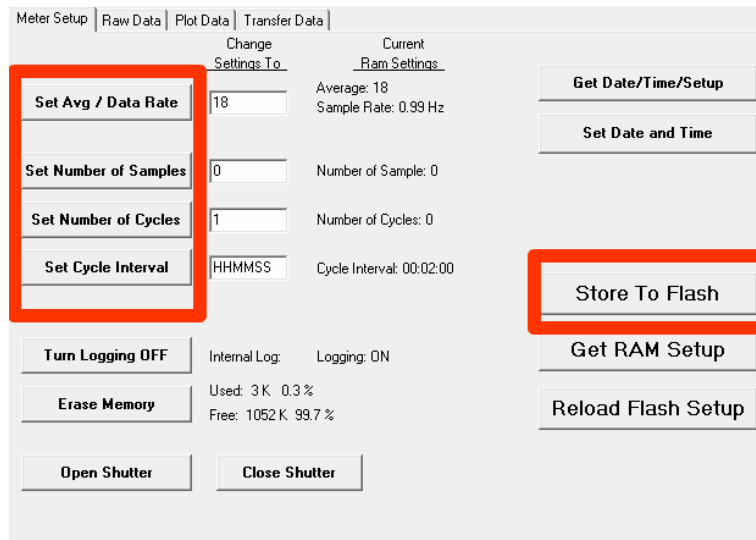 Meter Setup Raw Data Plot Data Transfer Data
Change Settings To
Current Ram Settings
Set Avg / Data Rate 18 Average: 18
Sample Rate: 0.99 Hz
Set Number of Samples 0 Number of Sample: 0
Set Number of Cycles 1 Number of Cycles: 0
Set Cycle Interval HHMMSS Cycle Interval: 00:02:00
Turn Logging OFF Internal Log: Logging: ON
Erase Memory Used: 3 K 0.3 %
Free: 1052 K 99.7 %
Open Shutter Close Shutter
Get Date/Time/Setup
Set Date and Time
Store To Flash
Get RAM Setup
Reload Flash Setup